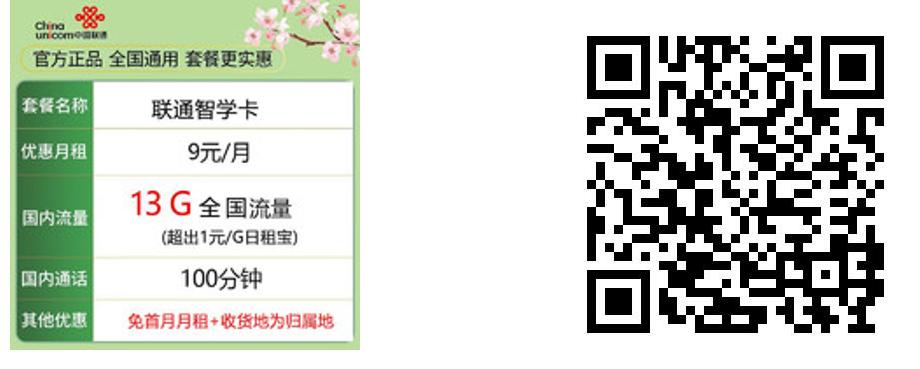 China
unicom中国联通
官方正品 全国通用 套餐更实惠
套餐名称 联通智学卡
优惠月租 9元/月
国内流量 13 G 全国流量
(超出1元/G日租宝)
国内通话 100分钟
其他优惠 免首月月租+收货地为归属地